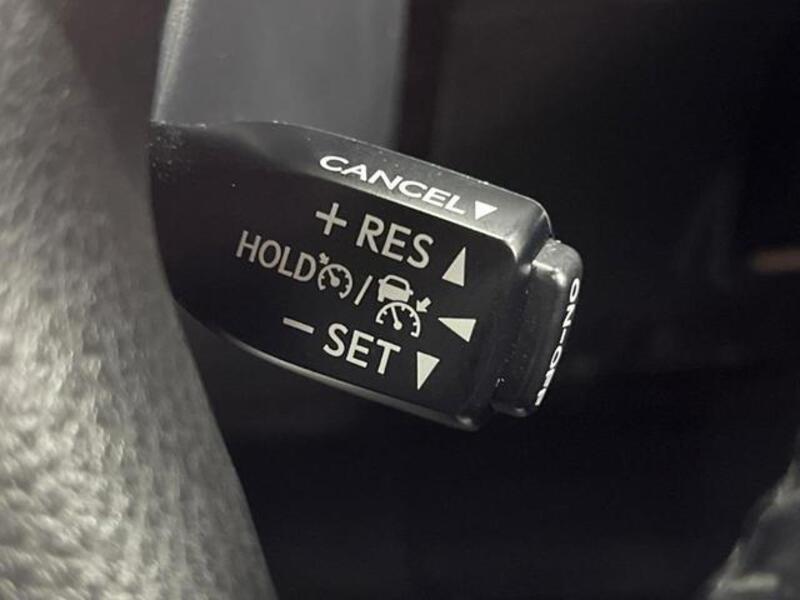 CANCEL▼
+ RES ▲
HOLD / ◀
− SET ▼
ON-OFF